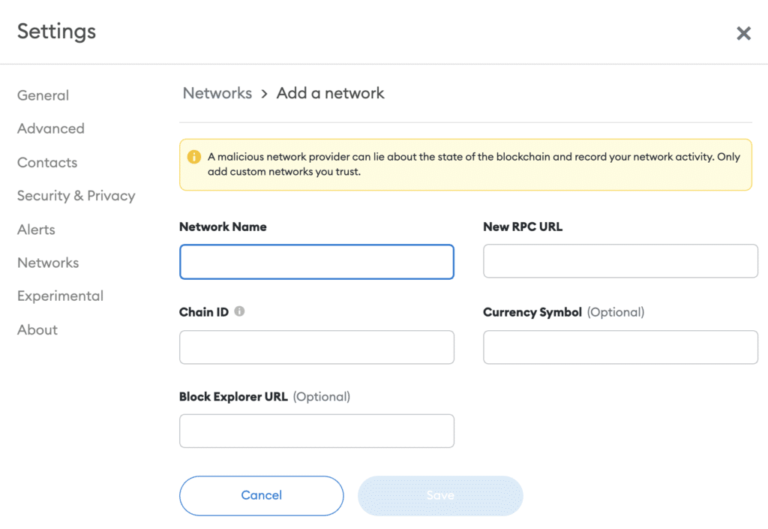 Settings
General
Advanced
Contacts
Security & Privacy
Alerts
Networks
Experimental
About
Networks > Add a network
A malicious network provider can lie about the state of the blockchain and record your network activity. Only
add custom networks you trust.
Network Name
New RPC URL
Chain ID
Currency Symbol (Optional)
Block Explorer URL (Optional)
Cancel
Save